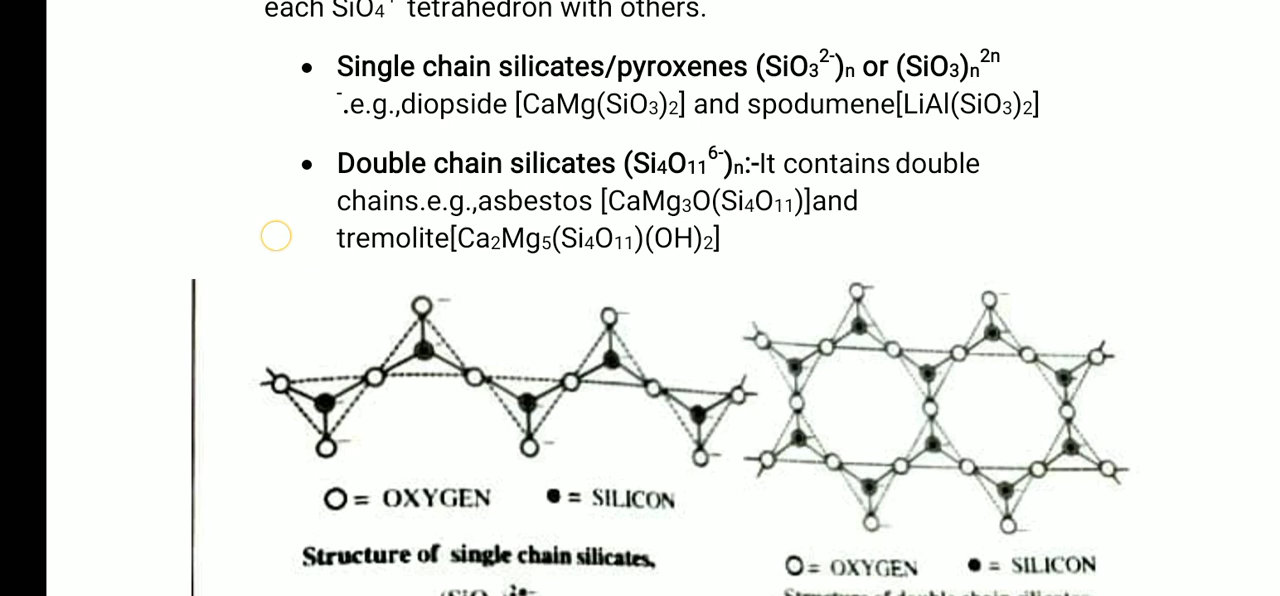 each SiO₄⁴⁻ tetrahedron with others.
• Single chain silicates/pyroxenes (SiO₃²⁻)n or (SiO₃)n²ⁿ
⁻.e.g.,diopside [CaMg(SiO₃)₂] and spodumene[LiAl(SiO₃)₂]
• Double chain silicates (Si₄O₁₁⁶⁻)n:-It contains double
chains.e.g.,asbestos [CaMg₃O(Si₄O₁₁)]and
tremolite[Ca₂Mg₅(Si₄O₁₁)(OH)₂]
O = OXYGEN ● = SILICON
Structure of single chain silicates.
O = OXYGEN ● = SILICON